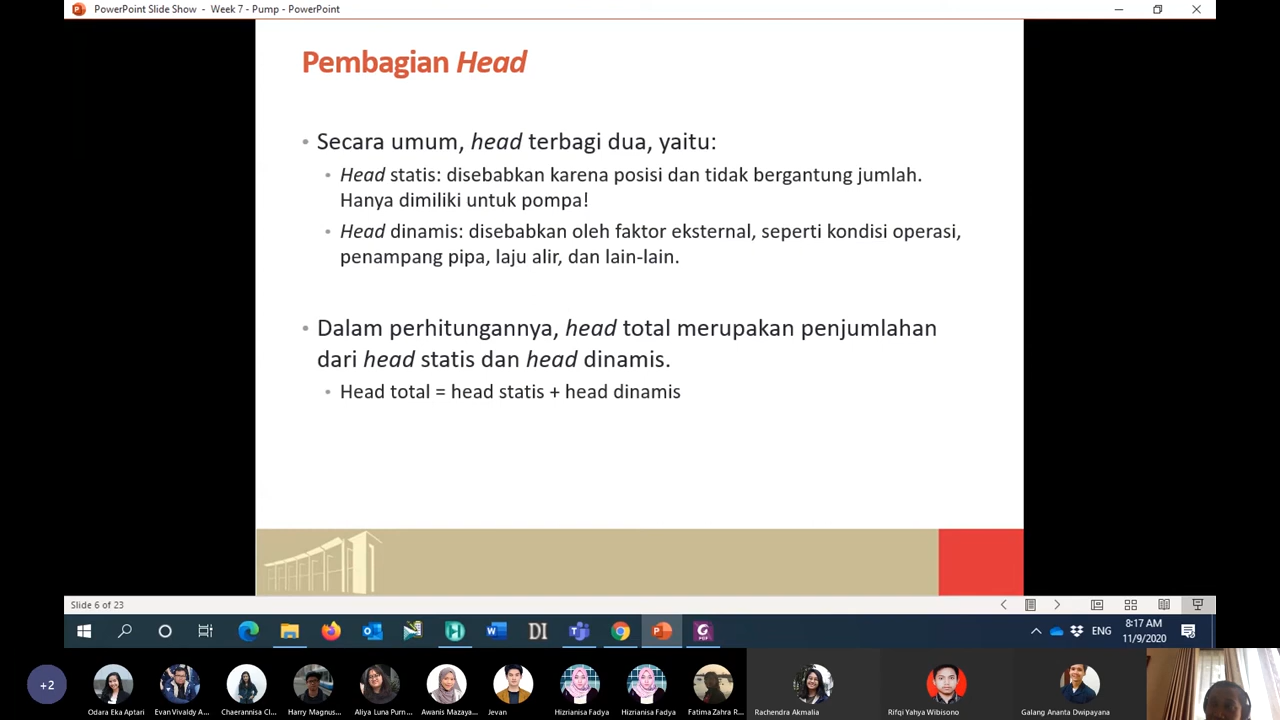 PowerPoint Slide Show - Week 7 - Pump - PowerPoint
Pembagian Head
• Secara umum, head terbagi dua, yaitu:
• Head statis: disebabkan karena posisi dan tidak bergantung jumlah.
Hanya dimiliki untuk pompa!
• Head dinamis: disebabkan oleh faktor eksternal, seperti kondisi operasi,
penampang pipa, laju alir, dan lain-lain.
• Dalam perhitungannya, head total merupakan penjumlahan
dari head statis dan head dinamis.
• Head total = head statis + head dinamis
Slide 6 of 23
DI
ENG
8:17 AM
11/9/2020
+2
Odara Eka Aptari
Evan Vivaldy A...
Chaerannisa Cl...
Harry Magnus...
Aliya Luna Purn...
Awanis Mazaya...
Jevan
Hizrianisa Fadya
Hizrianisa Fadya
Fatima Zahra R...
Rachendra Akmalia
Rifqi Yahya Wibisono
Galang Ananta Dwipayana